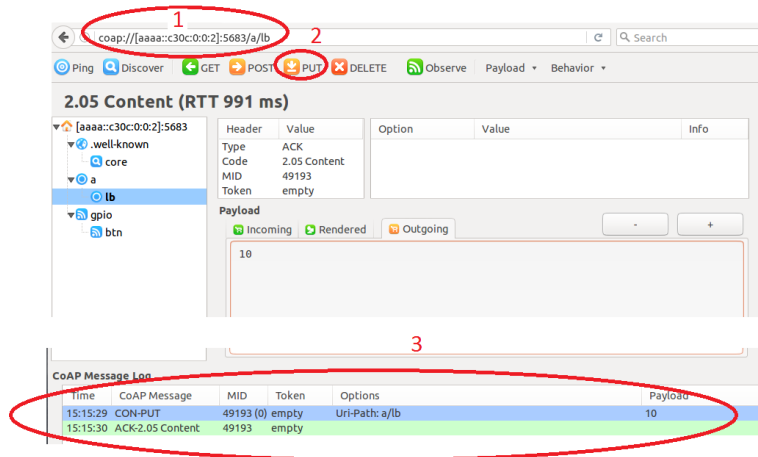 1
coap://[aaaa::c30c:0:0:2]:5683/a/lb
2
Search
Ping Discover GET POST PUT DELETE Observe Payload Behavior
2.05 Content (RTT 991 ms)
[aaaa::c30c:0:0:2]:5683
.well-known
core
a
lb
gpio
btn
Header Value
Type ACK
Code 2.05 Content
MID 49193
Token empty
Option Value Info
Payload
- +
Incoming Rendered Outgoing
10
3
CoAP Message Log
Time CoAP Message MID Token Options Payload
15:15:29 CON-PUT 49193 (0) empty Uri-Path: a/lb 10
15:15:30 ACK-2.05 Content 49193 empty